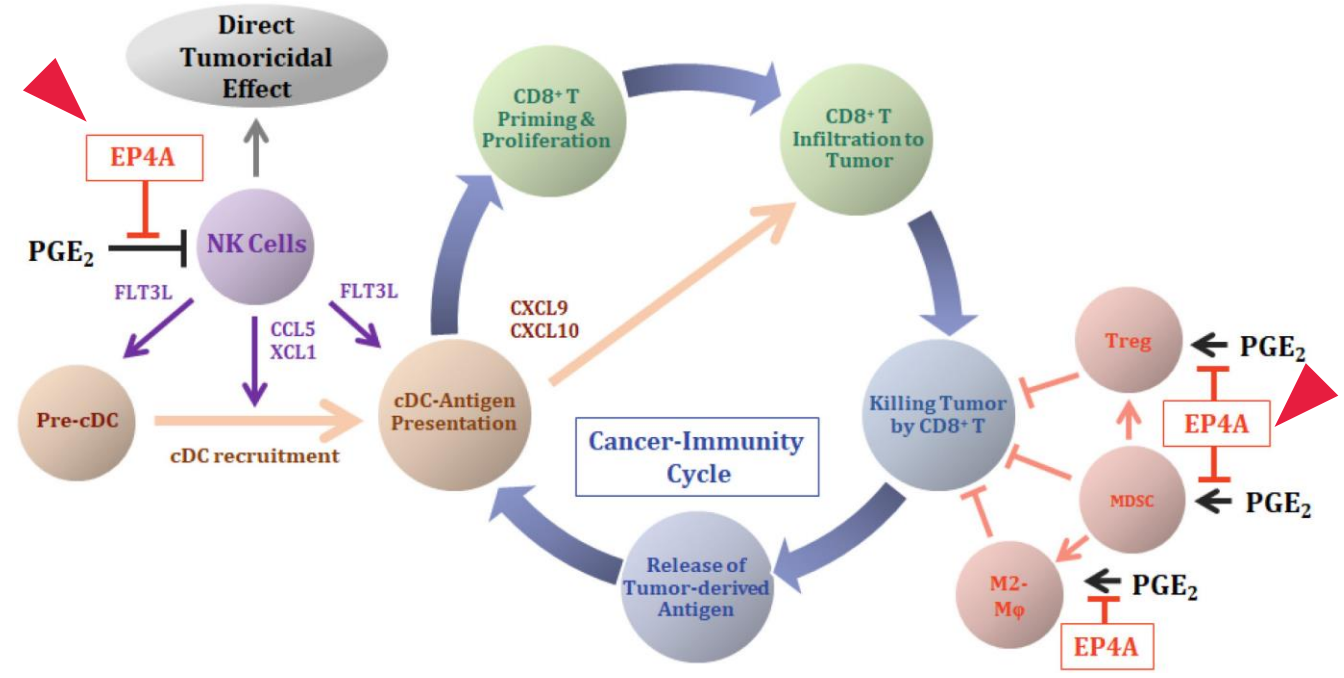 Direct
Tumoricidal
Effect
EP4A
PGE₂
NK Cells
FLT3L
CCL5
XCL1
FLT3L
Pre-cDC
cDC recruitment
cDC-Antigen
Presentation
CD8⁺ T
Priming &
Proliferation
CD8⁺ T
Infiltration to
Tumor
CXCL9
CXCL10
Cancer-Immunity
Cycle
Killing Tumor
by CD8⁺ T
Release of
Tumor-derived
Antigen
Treg
PGE₂
EP4A
MDSC
PGE₂
M2-
Mφ
PGE₂
EP4A